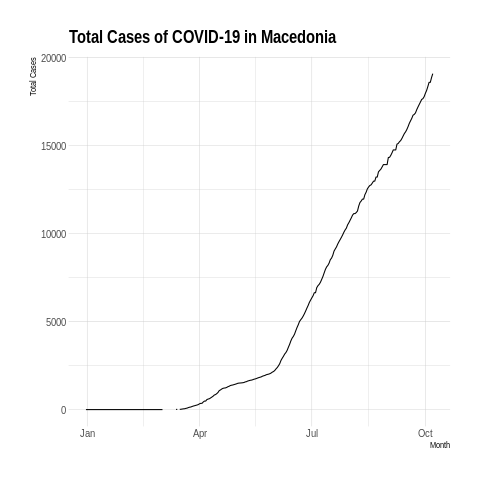 Total Cases of COVID-19 in Macedonia
Total Cases
20000
15000
10000
5000
0
Jan Apr Jul Oct
Month